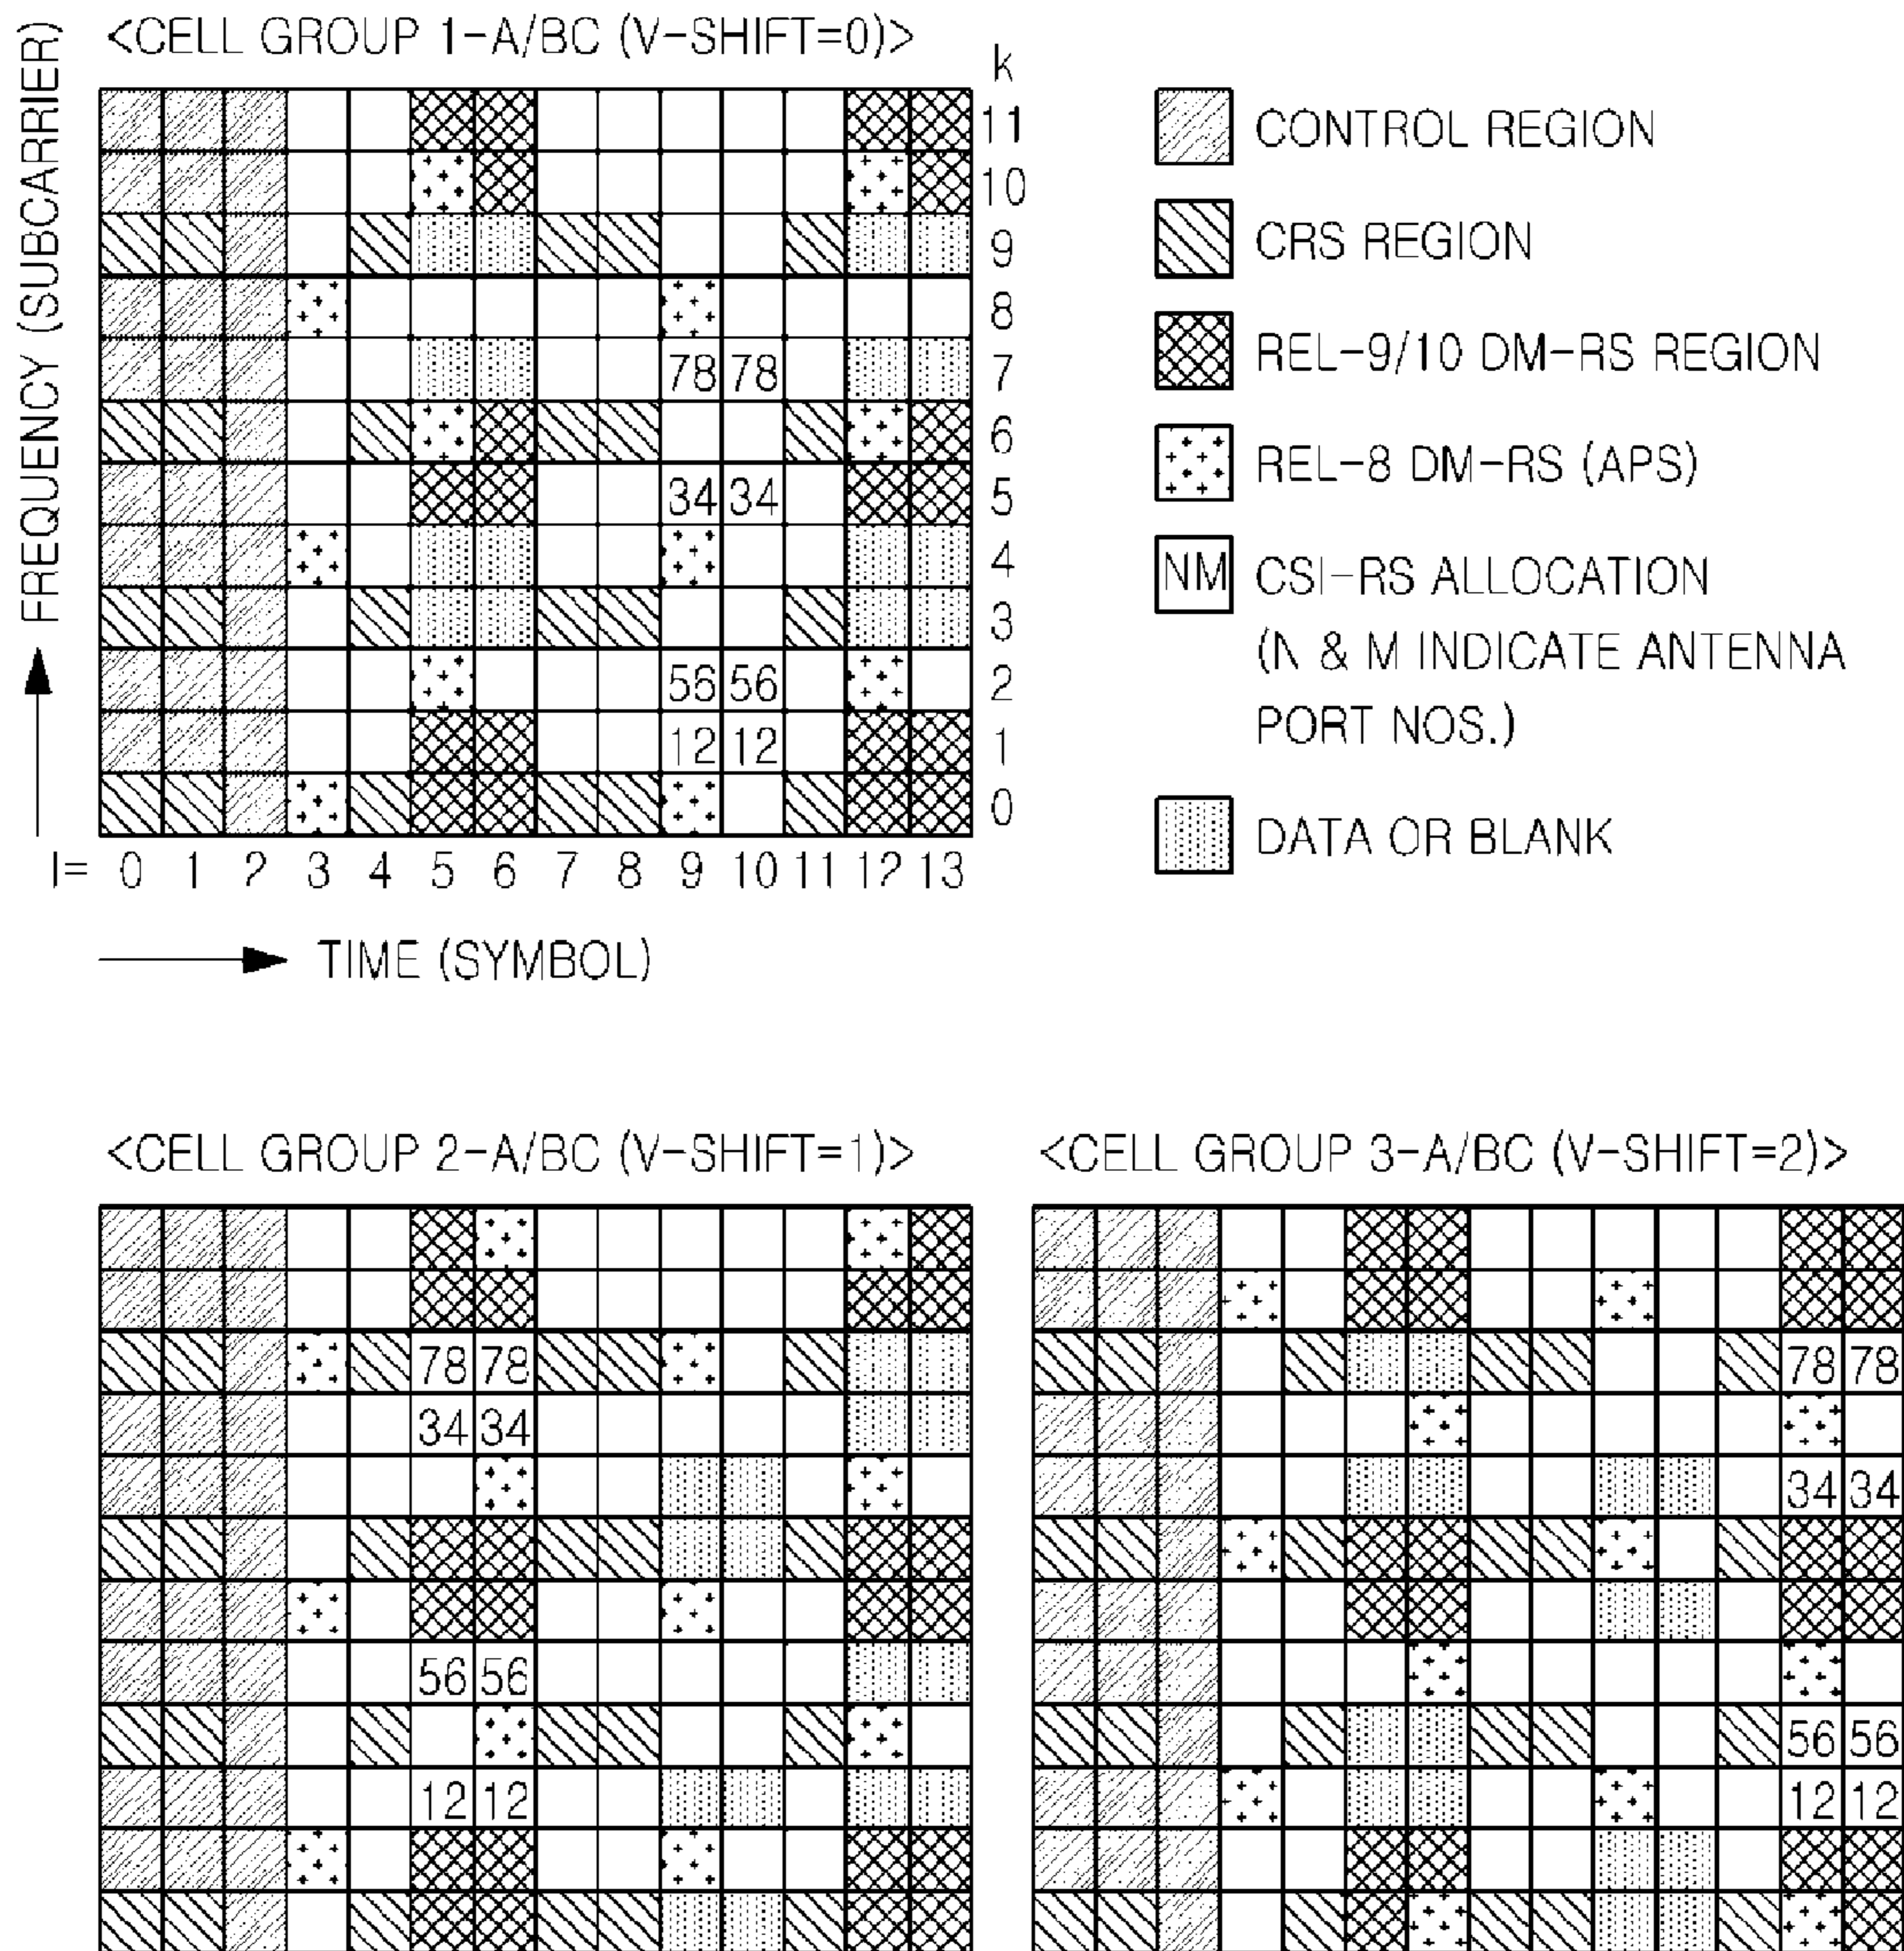 FREQUENCY (SUBCARRIER)
<CELL GROUP 1-A/BC (V-SHIFT=0)>
k
11
10
9
8
78 78 7
6
34 34 5
4
3
56 56 2
12 12 1
0
l= 0 1 2 3 4 5 6 7 8 9 10 11 12 13
TIME (SYMBOL)
CONTROL REGION
CRS REGION
REL-9/10 DM-RS REGION
REL-8 DM-RS (APS)
NM CSI-RS ALLOCATION
(N & M INDICATE ANTENNA
PORT NOS.)
DATA OR BLANK
<CELL GROUP 2-A/BC (V-SHIFT=1)>
78 78
34 34
56 56
12 12
<CELL GROUP 3-A/BC (V-SHIFT=2)>
78 78
34 34
56 56
12 12